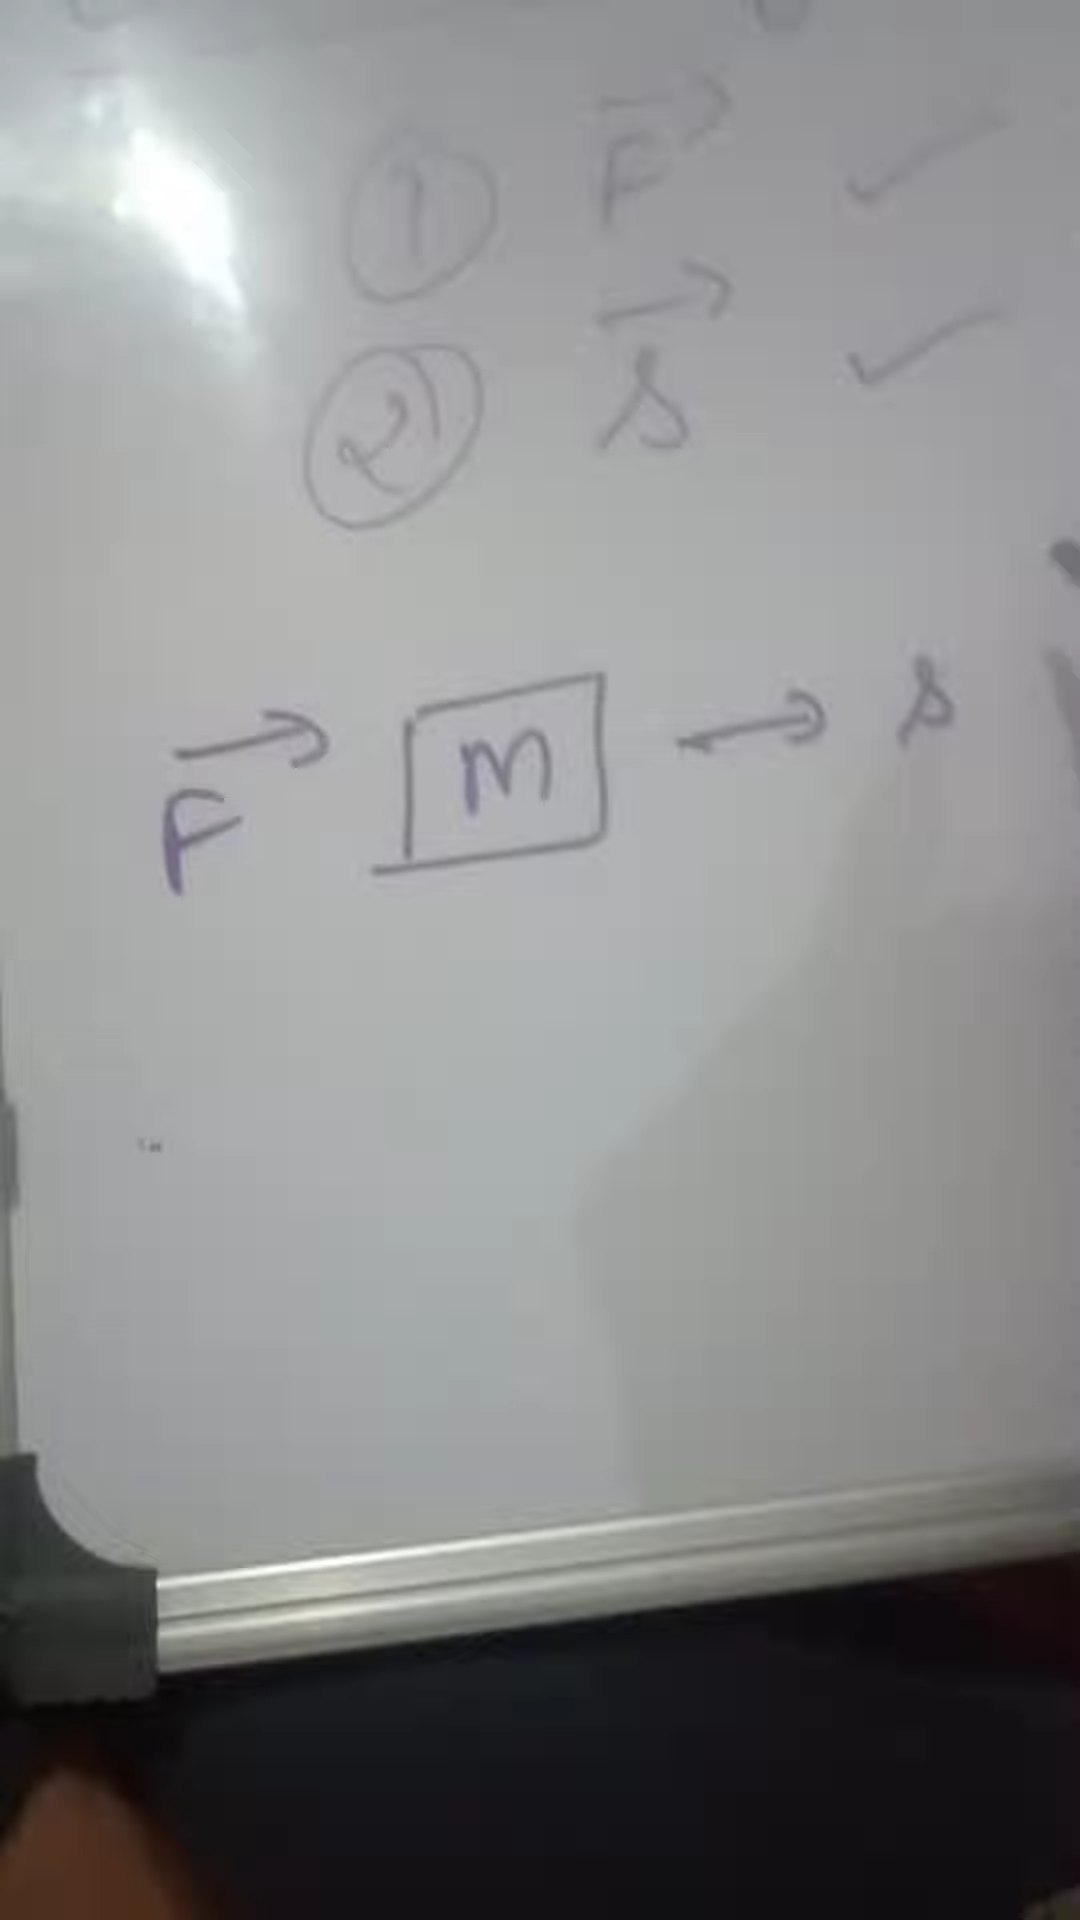 ① F→ ✓
② s→ ✓
F→ M → s